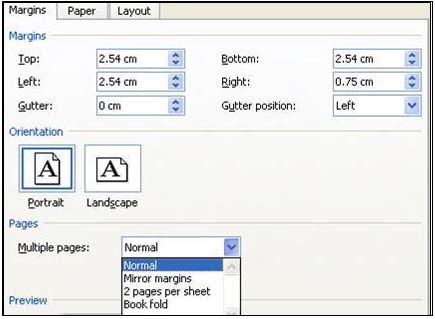 Margins Paper Layout
Margins
Top: 2.54 cm Bottom: 2.54 cm
Left: 2.54 cm Right: 0.75 cm
Gutter: 0 cm Gutter position: Left
Orientation
A A
Portrait Landscape
Pages
Multiple pages: Normal
Normal
Mirror margins
2 pages per sheet
Book fold
Preview